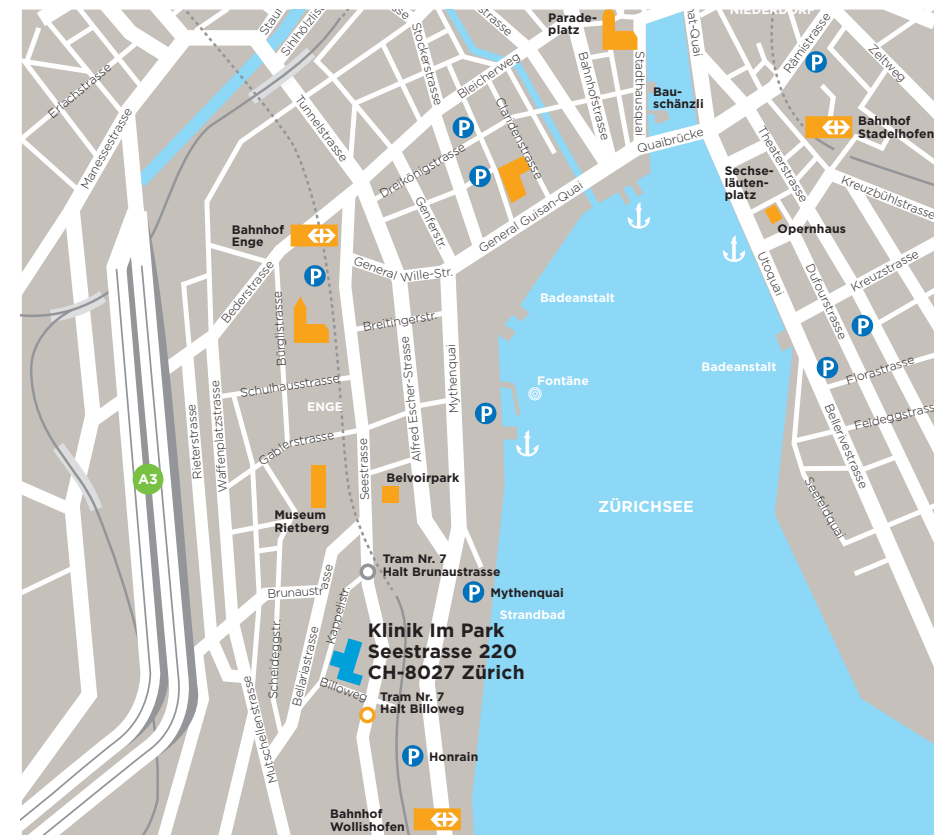 Parade-
platz
NIEDERDORF
Sihlhölzlistr.
Stockerstrasse
Bleicherweg
Rämistrasse
Zeltweg
P
Erlachstrasse
Manessestrasse
Tunnelstrasse
Claridenstrasse
Bahnhofstrasse
Stadthausquai
Bau-
schänzli
Quaibrücke
P
Bahnhof
Stadelhofen
Theaterstrasse
Dreikönigstrasse
P
Sechse-
läuten-
platz
Kreuzbühlstrasse
Genferstr.
General Guisan-Quai
Opernhaus
Bahnhof
Enge
General Wille-Str.
P
Utoquai
Dufourstrasse
Kreuzstrasse
Bederstrasse
Bürglistrasse
Badeanstalt
Breitingerstr.
P
Alfred Escher-Strasse
Mythenquai
Badeanstalt
P
Florastrasse
Schulhausstrasse
Fontäne
ENGE
P
Bellerivestrasse
Rieterstrasse
Waffenplatzstrasse
Gablerstrasse
Seestrasse
A3
Belvoirpark
Seefeldquai
ZÜRICHSEE
Museum
Rietberg
Tram Nr. 7
Halt Brunaustrasse
Brunaustrasse
P
Mythenquai
Strandbad
Kappelistr.
Klinik Im Park
Seestrasse 220
CH-8027 Zürich
Scheideggstr.
Bellariastrasse
Billoweg
Tram Nr. 7
Halt Billoweg
Mutschellenstrasse
P
Honrain
Bahnhof
Wollishofen